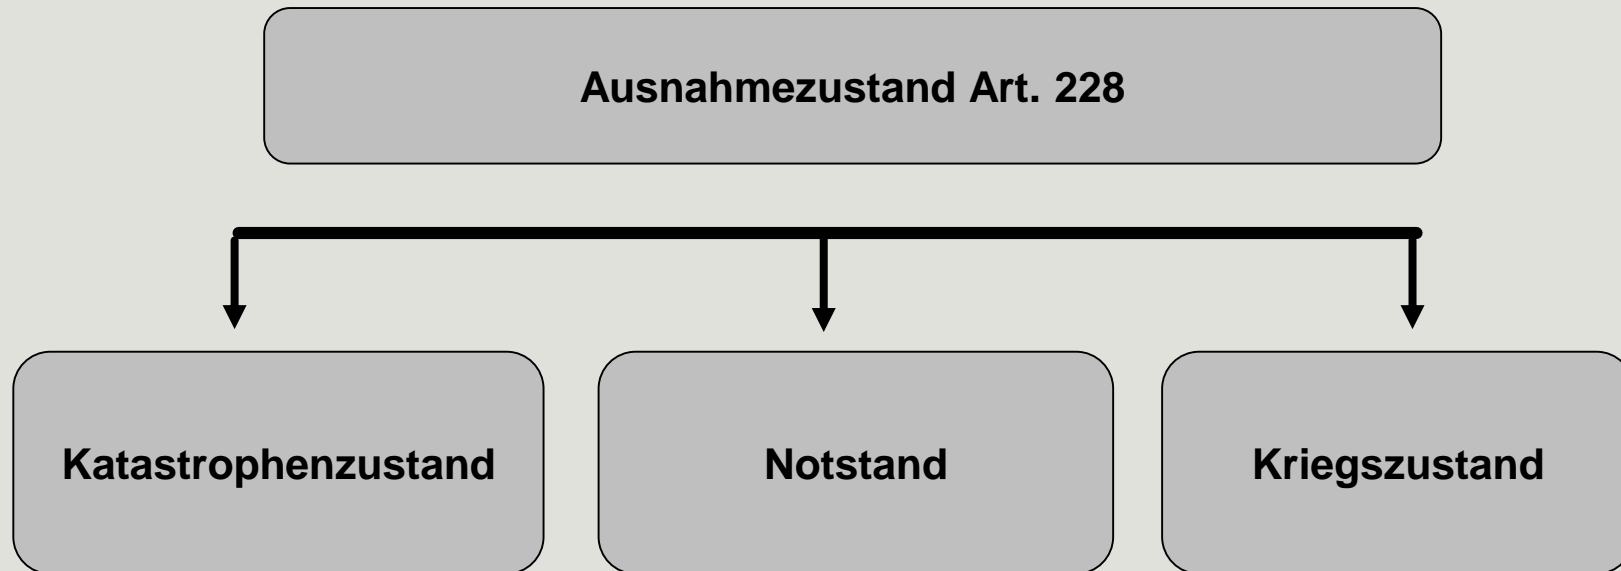 Ausnahmezustand Art. 228
Katastrophenzustand
Notstand
Kriegszustand